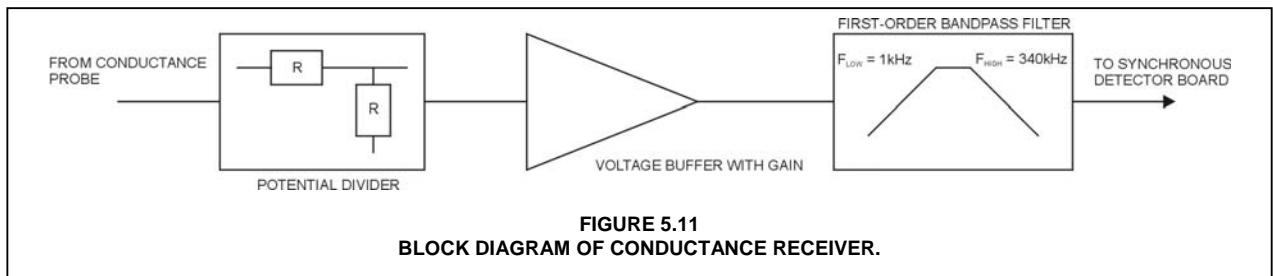 FIRST-ORDER BANDPASS FILTER
FROM CONDUCTANCE
PROBE
R
R
POTENTIAL DIVIDER
VOLTAGE BUFFER WITH GAIN
F_LOW = 1kHz
F_HIGH = 340kHz
TO SYNCHRONOUS
DETECTOR BOARD
FIGURE 5.11
BLOCK DIAGRAM OF CONDUCTANCE RECEIVER.